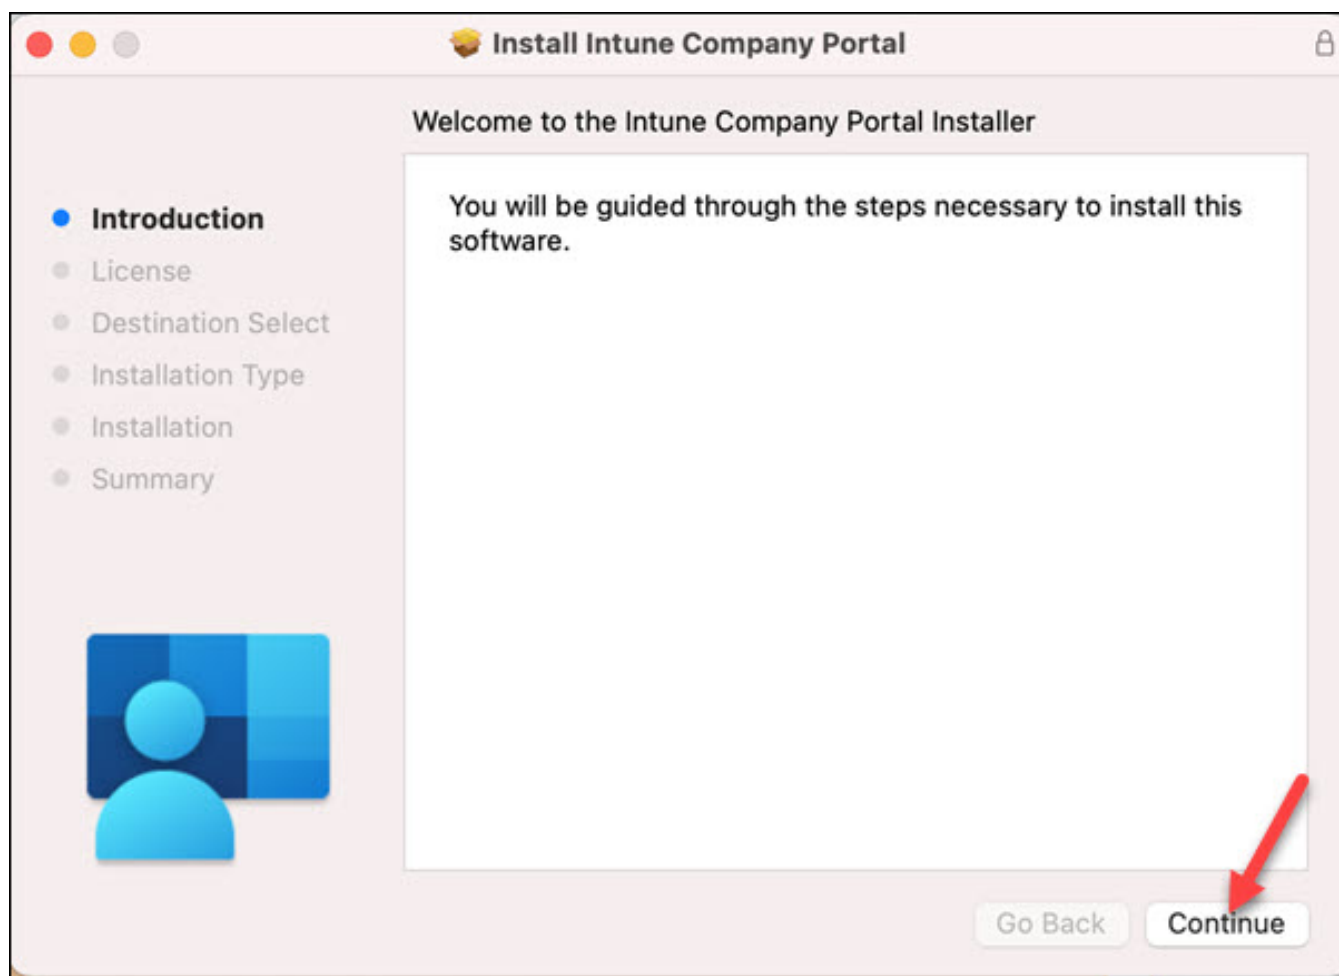 Install Intune Company Portal
Welcome to the Intune Company Portal Installer
Introduction
License
Destination Select
Installation Type
Installation
Summary
You will be guided through the steps necessary to install this
software.
Go Back
Continue